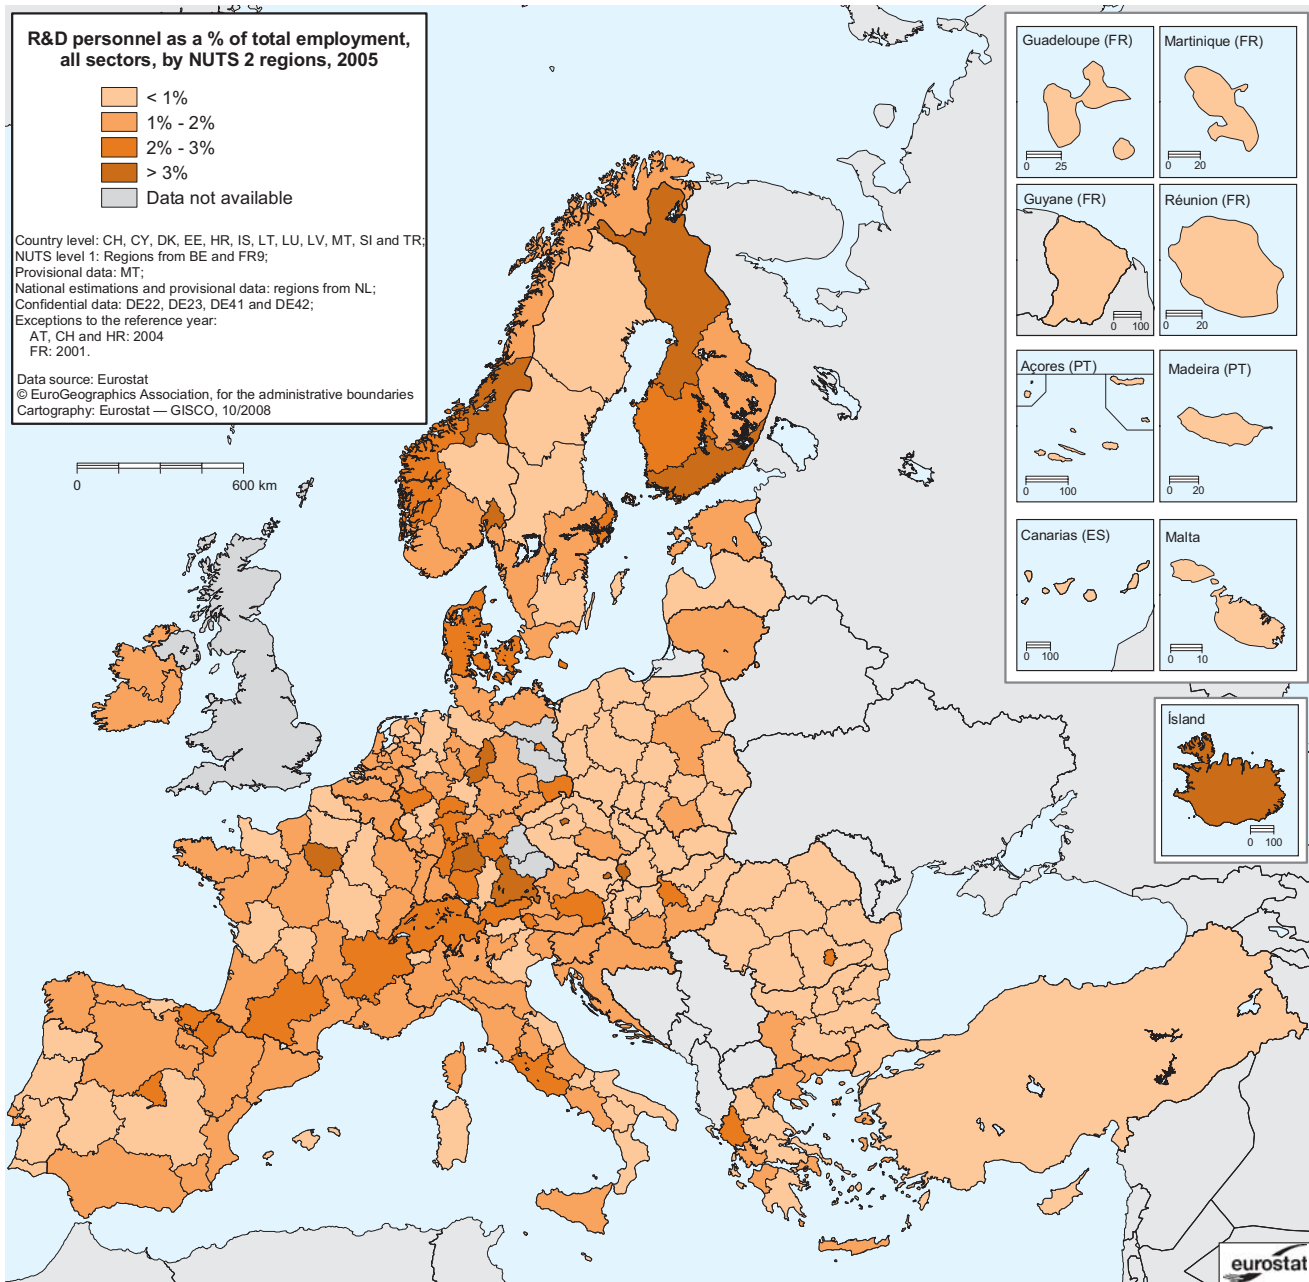 R&D personnel as a % of total employment,
all sectors, by NUTS 2 regions, 2005
< 1%
1% - 2%
2% - 3%
> 3%
Data not available
Country level: CH, CY, DK, EE, HR, IS, LT, LU, LV, MT, SI and TR;
NUTS level 1: Regions from BE and FR9;
Provisional data: MT;
National estimations and provisional data: regions from NL;
Confidential data: DE22, DE23, DE41 and DE42;
Exceptions to the reference year:
AT, CH and HR: 2004
FR: 2001.
Data source: Eurostat
© EuroGeographics Association, for the administrative boundaries
Cartography: Eurostat — GISCO, 10/2008
0 600 km
Guadeloupe (FR)
0 25
Martinique (FR)
0 20
Guyane (FR)
0 100
Réunion (FR)
0 20
Açores (PT)
0 100
Madeira (PT)
0 20
Canarias (ES)
0 100
Malta
0 10
Ísland
0 100
eurostat